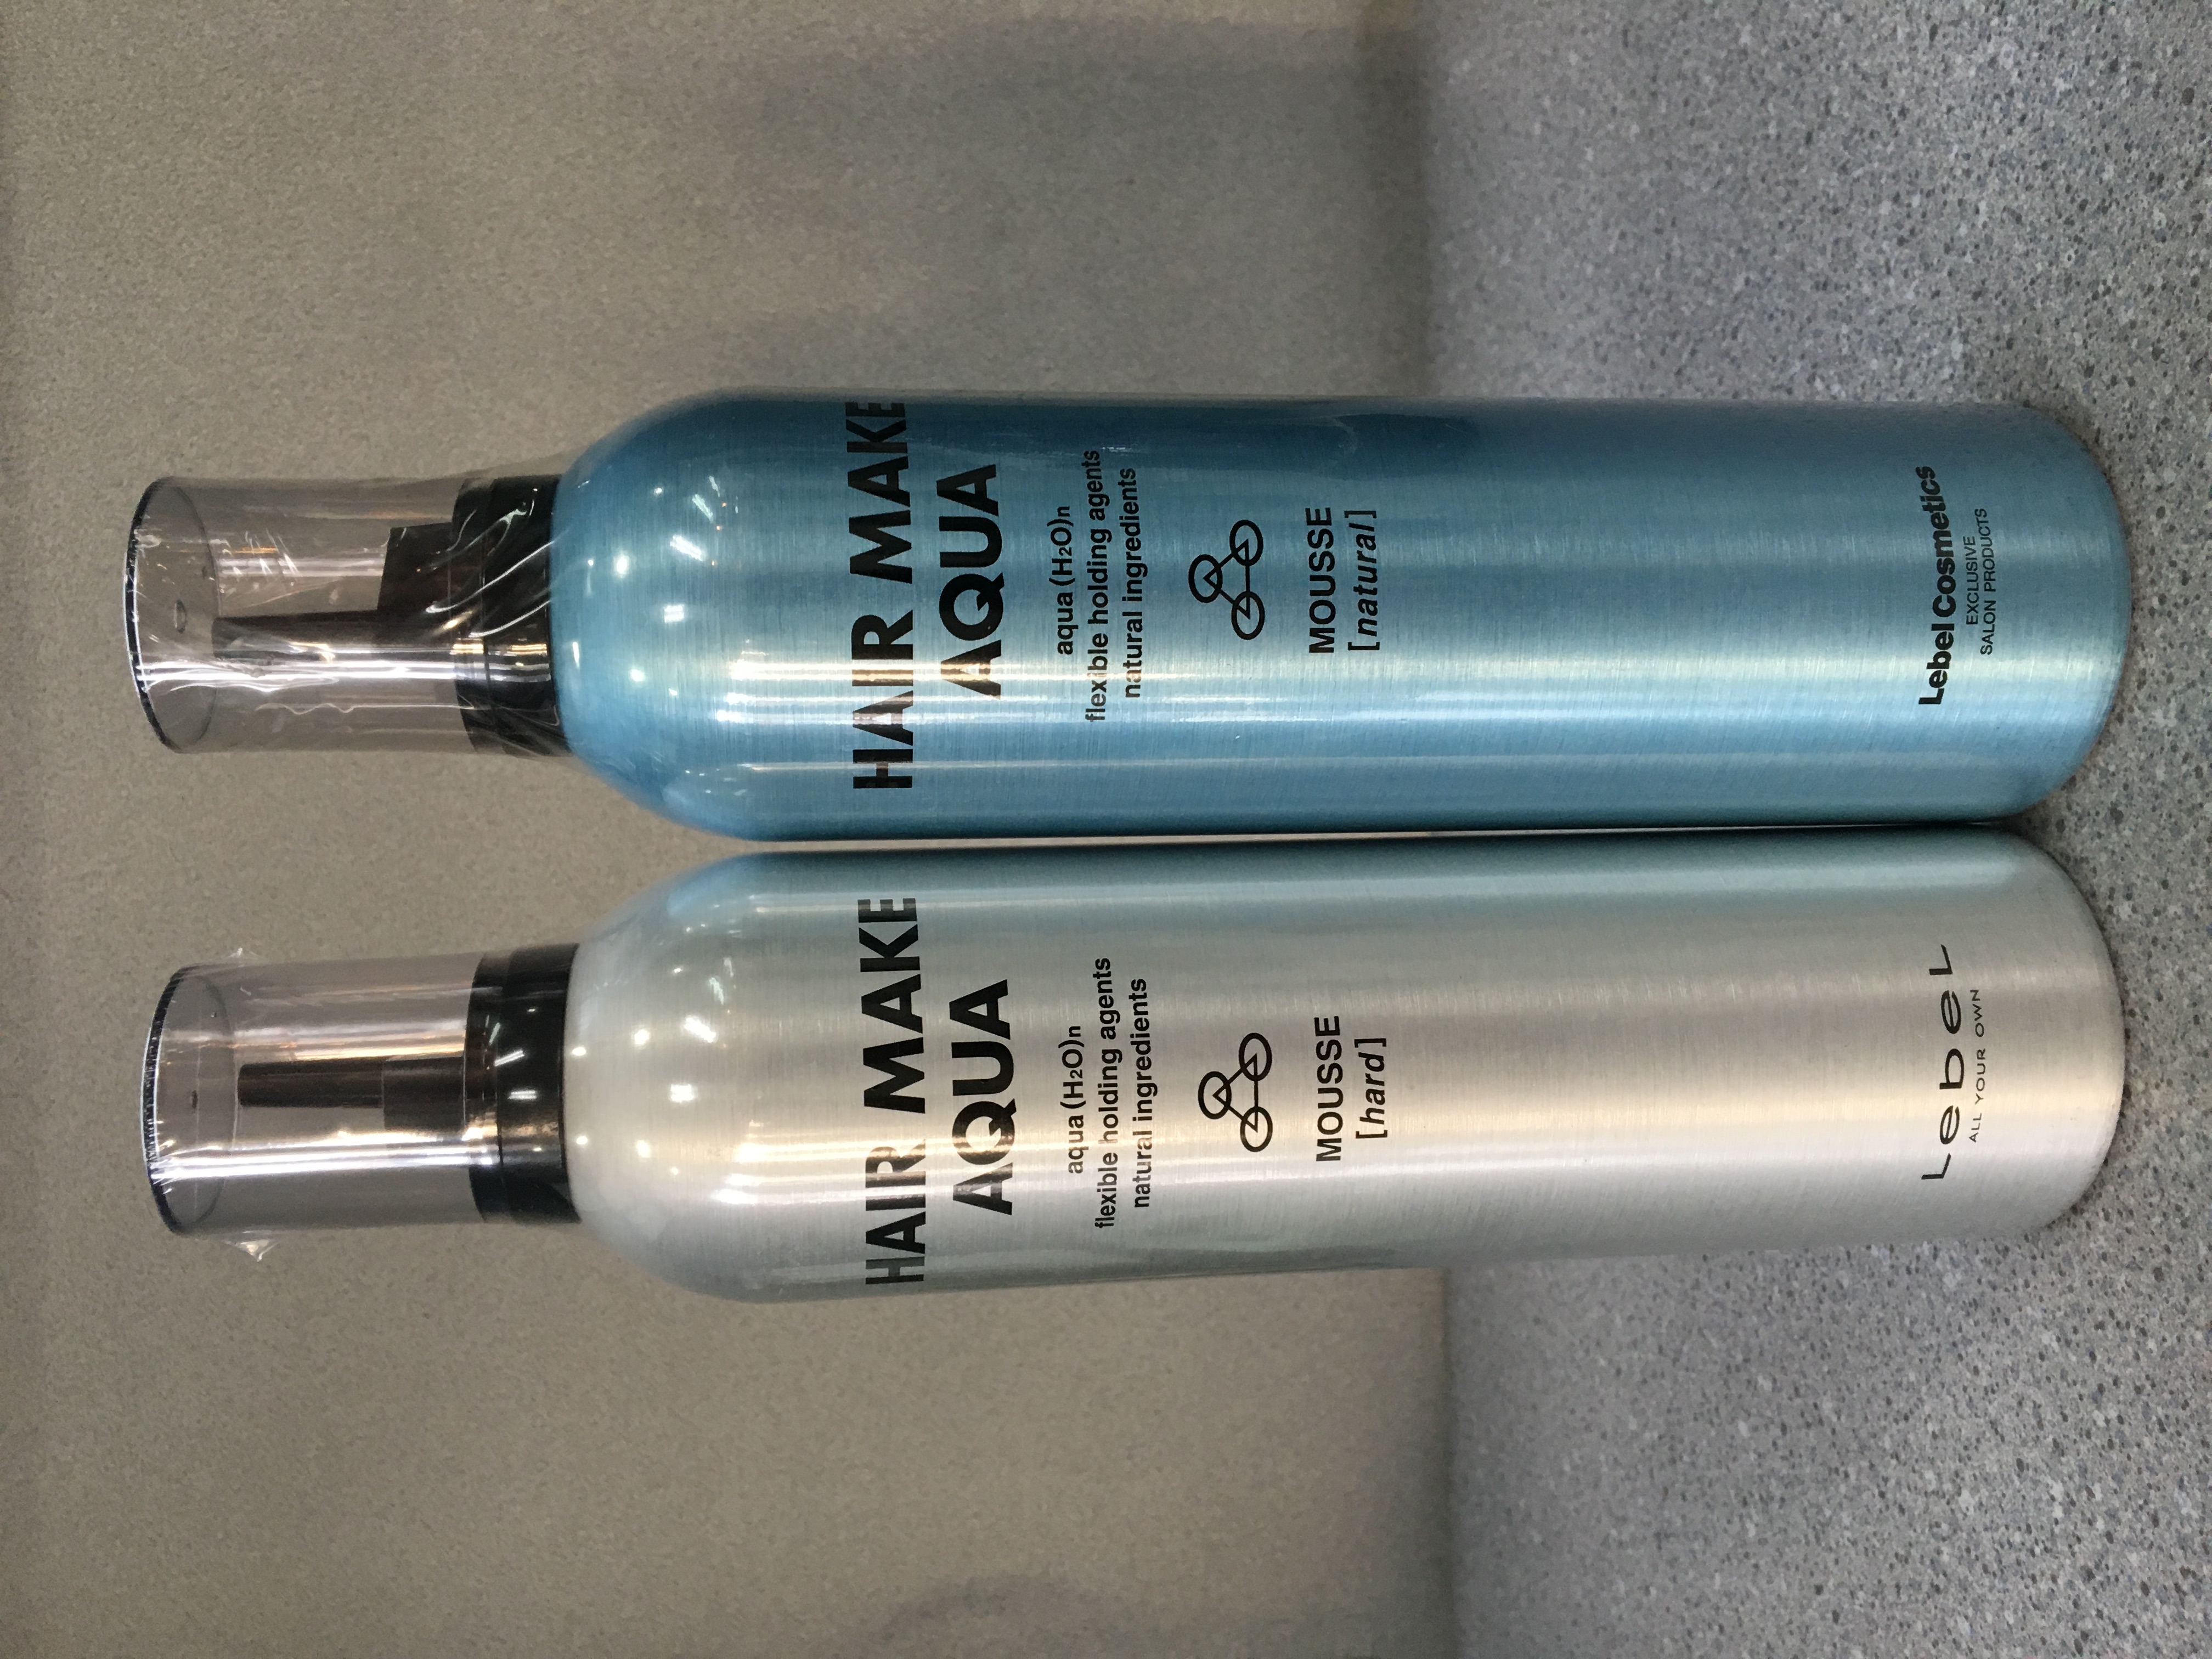 HAIR MAKE
AQUA
aqua (H₂O)n
flexible holding agents
natural ingredients
MOUSSE
[hard]
LebeL
ALL YOUR OWN
HAIR MAKE
AQUA
aqua (H₂O)n
flexible holding agents
natural ingredients
MOUSSE
[natural]
Lebel Cosmetics
EXCLUSIVE
SALON PRODUCTS